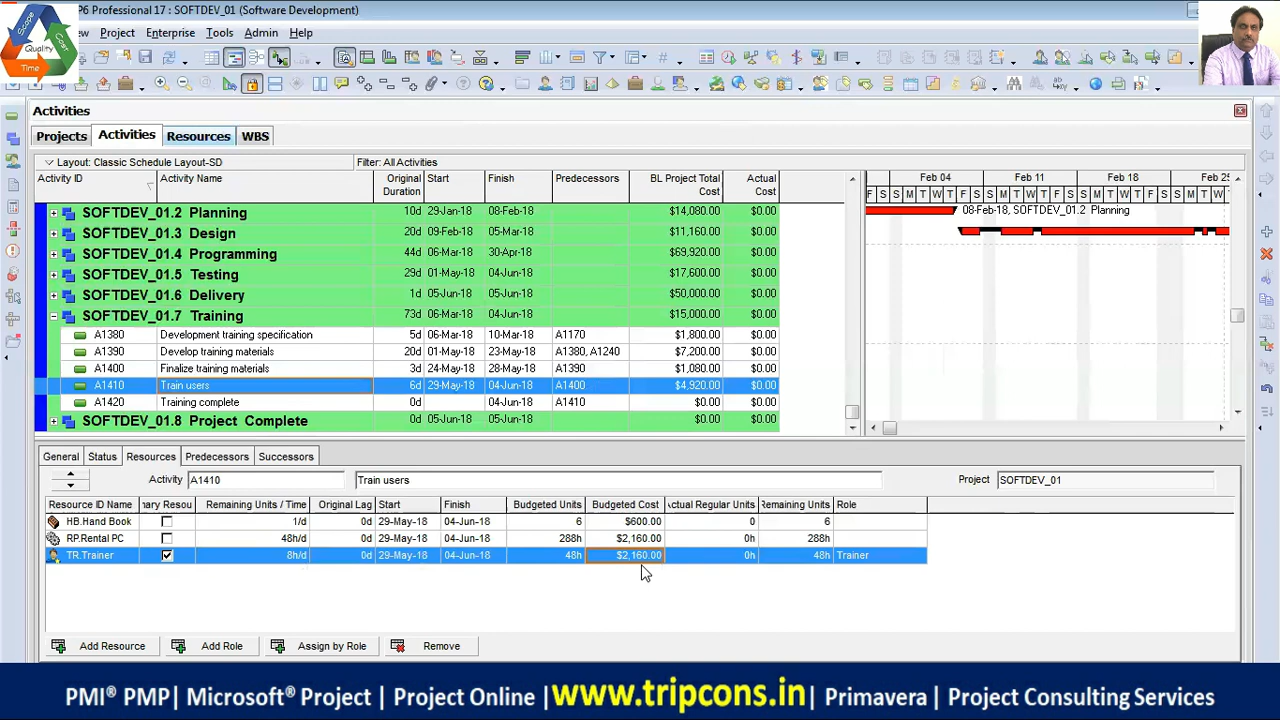 P6 Professional 17 : SOFTDEV_01 (Software Development)
Scope
Quality
Cost
Time
Project Enterprise Tools Admin Help
Activities
Projects Activities Resources WBS
Layout: Classic Schedule Layout-SD Filter: All Activities
Activity ID Activity Name Original Duration Start Finish Predecessors BL Project Total Cost Actual Cost
Feb 04 Feb 11 Feb 18 Feb 25
F S S M T W T F S S M T W T F S S M T W T F S S M T W
SOFTDEV_01.2 Planning 10d 29-Jan-18 08-Feb-18 $14,080.00 $0.00
08-Feb-18, SOFTDEV_01.2 Planning
SOFTDEV_01.3 Design 20d 09-Feb-18 05-Mar-18 $11,160.00 $0.00
SOFTDEV_01.4 Programming 44d 06-Mar-18 30-Apr-18 $69,920.00 $0.00
SOFTDEV_01.5 Testing 29d 01-May-18 05-Jun-18 $17,600.00 $0.00
SOFTDEV_01.6 Delivery 1d 05-Jun-18 05-Jun-18 $50,000.00 $0.00
SOFTDEV_01.7 Training 73d 06-Mar-18 04-Jun-18 $15,000.00 $0.00
A1380 Development training specification 5d 06-Mar-18 10-Mar-18 A1170 $1,800.00 $0.00
A1390 Develop training materials 20d 01-May-18 23-May-18 A1380, A1240 $7,200.00 $0.00
A1400 Finalize training materials 3d 24-May-18 28-May-18 A1390 $1,080.00 $0.00
A1410 Train users 6d 29-May-18 04-Jun-18 A1400 $4,920.00 $0.00
A1420 Training complete 0d 04-Jun-18 A1410 $0.00 $0.00
SOFTDEV_01.8 Project Complete 0d 05-Jun-18 05-Jun-18 $0.00 $0.00
General Status Resources Predecessors Successors
Activity A1410 Train users Project SOFTDEV_01
Resource ID Name ary Resou Remaining Units / Time Original Lag Start Finish Budgeted Units Budgeted Cost Actual Regular Units Remaining Units Role
HB.Hand Book 1/d 0d 29-May-18 04-Jun-18 6 $600.00 0 6
RP.Rental PC 48h/d 0d 29-May-18 04-Jun-18 288h $2,160.00 0h 288h
TR.Trainer 8h/d 0d 29-May-18 04-Jun-18 48h $2,160.00 0h 48h Trainer
Add Resource Add Role Assign by Role Remove
PMI® PMP| Microsoft® Project | Project Online | www.tripcons.in | Primavera | Project Consulting Services